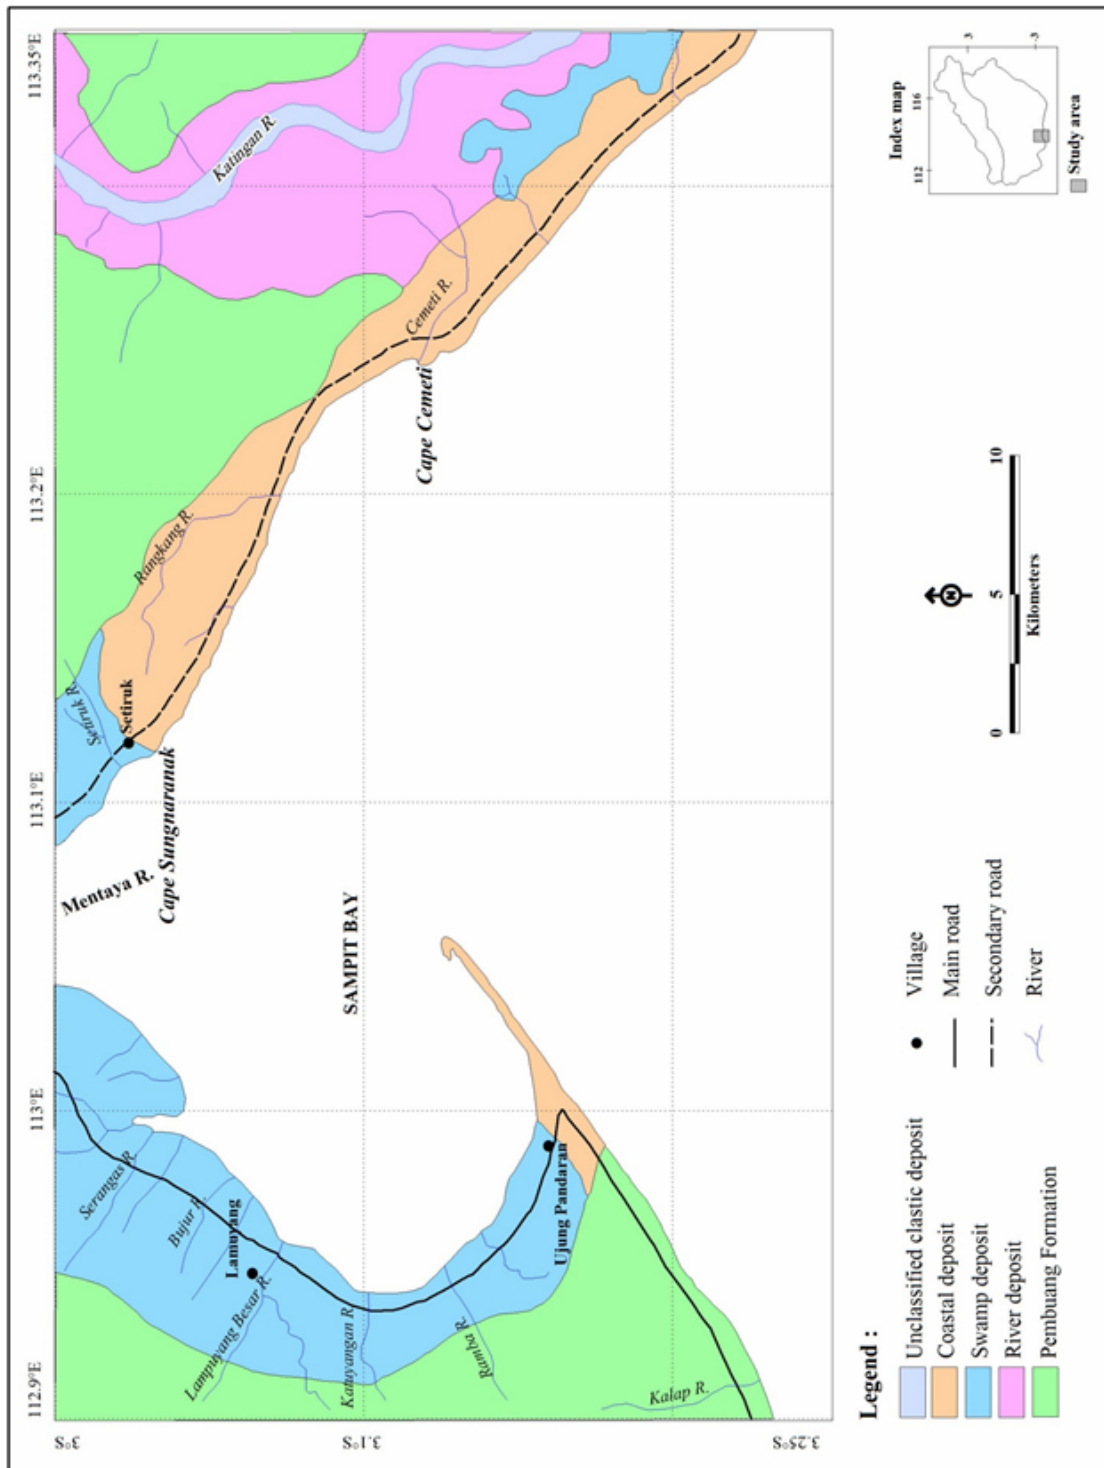 112.9°E
113°E
113.1°E
113.2°E
113.35°E
3°S
3.1°S
3.25°S
Mentaya R.
Setiruk R.
Setiruk
Cape Sungnaranak
Rangkang R.
Katingan R.
Serangas R
Bujur R.
Lamuyang
Lampuyang Besar R.
Katuyangan R.
SAMPIT BAY
Cape Cemeti
Cemeti R.
Ramba R.
Ujung Pandaran
Kalap R.
Legend :
Unclassified clastic deposit
Coastal deposit
Swamp deposit
River deposit
Pembuang Formation
Village
Main road
Secondary road
River
N
0
5
10
Kilometers
Index map
112
116
3
-3
Study area